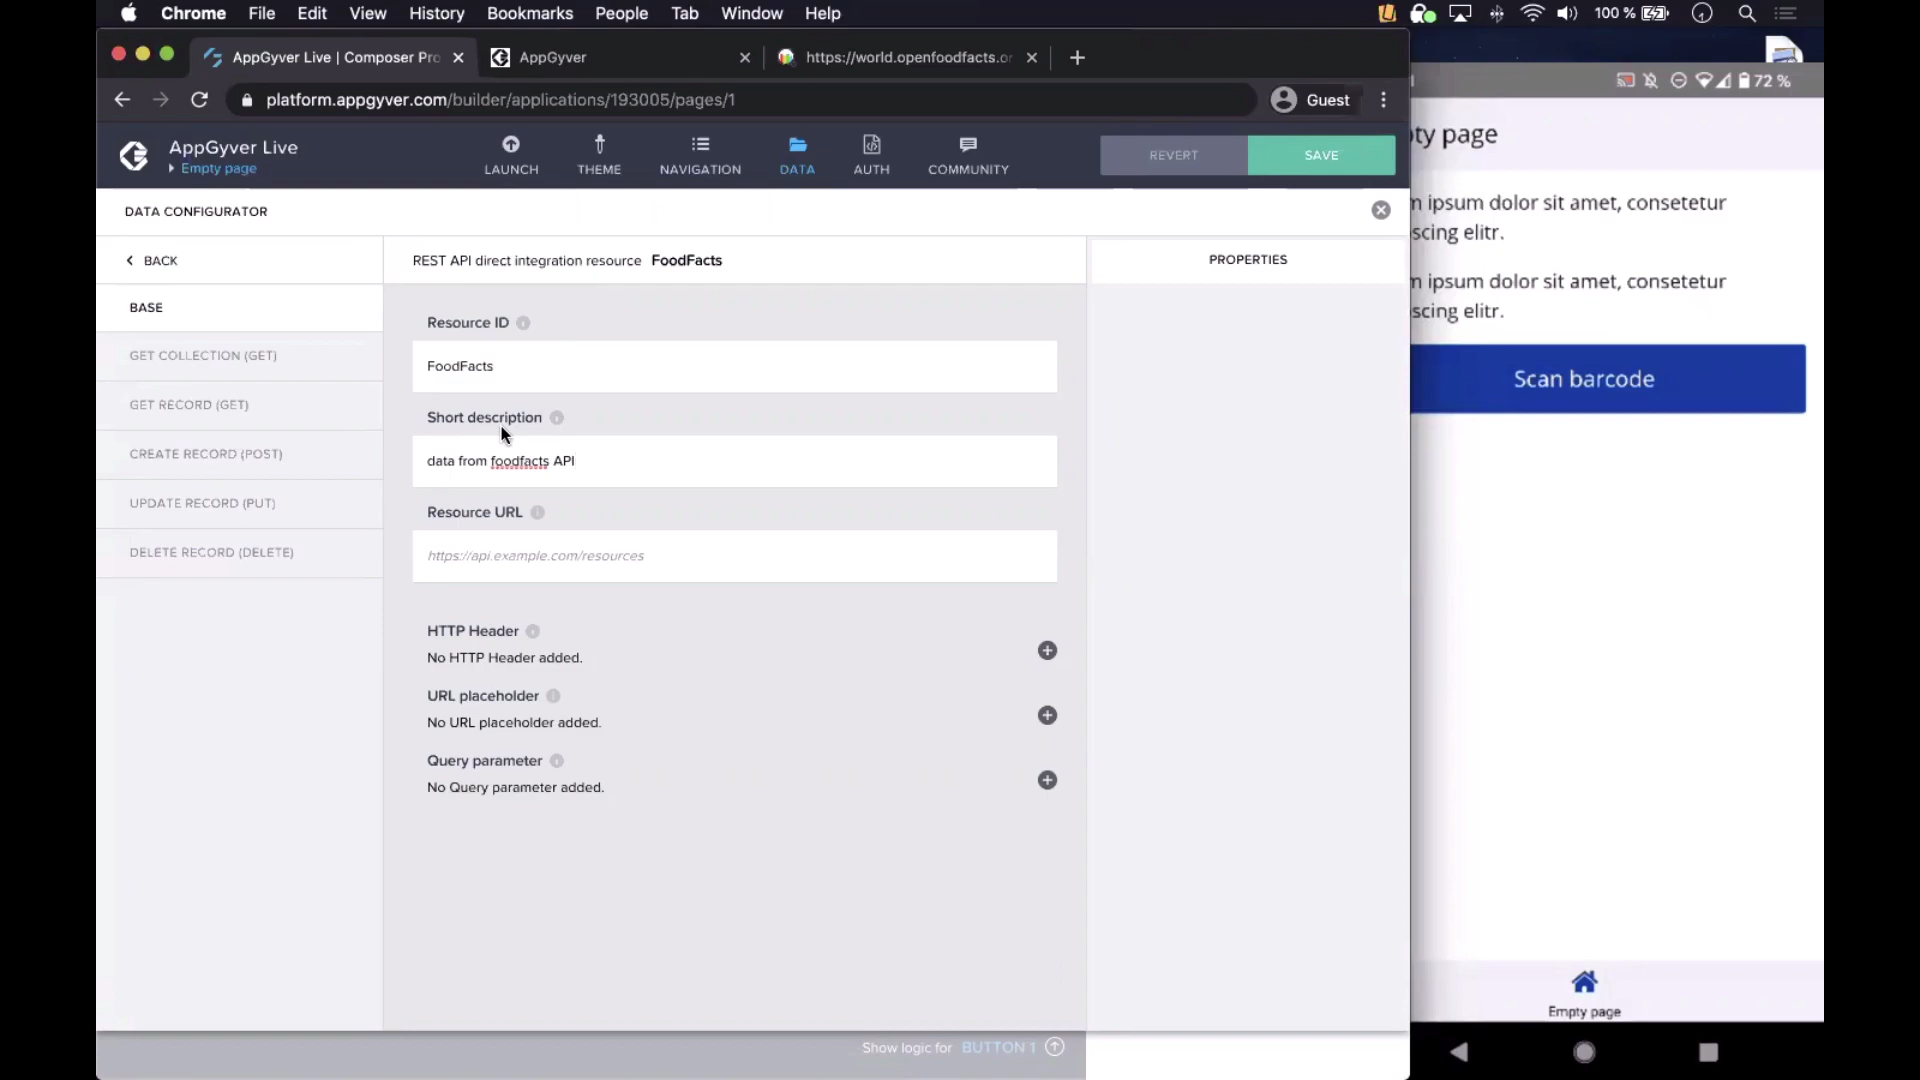 Chrome File Edit View History Bookmarks People Tab Window Help 100 %
AppGyver Live | Composer Pro AppGyver https://world.openfoodfacts.or
platform.appgyver.com/builder/applications/193005/pages/1 Guest
72 %
AppGyver Live
Empty page
LAUNCH THEME NAVIGATION DATA AUTH COMMUNITY REVERT SAVE
DATA CONFIGURATOR
BACK
REST API direct integration resource FoodFacts
PROPERTIES
BASE
GET COLLECTION (GET)
GET RECORD (GET)
CREATE RECORD (POST)
UPDATE RECORD (PUT)
DELETE RECORD (DELETE)
Resource ID
FoodFacts
Short description
data from foodfacts API
Resource URL
https://api.example.com/resources
HTTP Header
No HTTP Header added.
URL placeholder
No URL placeholder added.
Query parameter
No Query parameter added.
Show logic for BUTTON 1
ty page
m ipsum dolor sit amet, consetetur
scing elitr.
m ipsum dolor sit amet, consetetur
scing elitr.
Scan barcode
Empty page